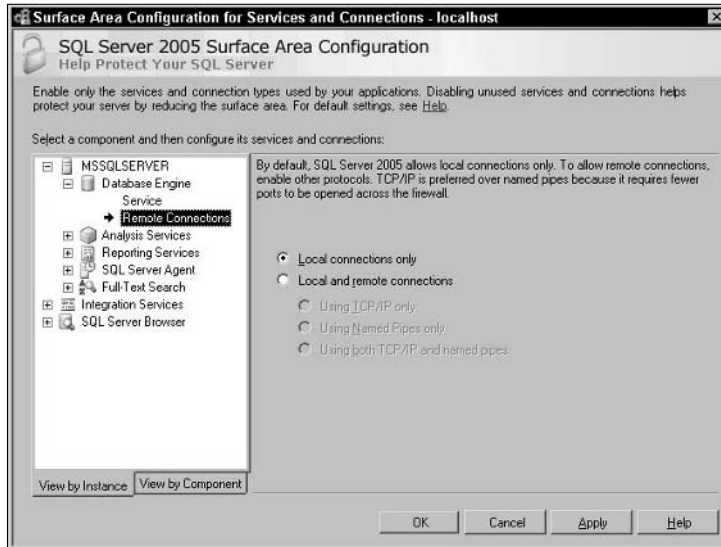 Surface Area Configuration for Services and Connections - localhost
SQL Server 2005 Surface Area Configuration
Help Protect Your SQL Server
Enable only the services and connection types used by your applications. Disabling unused services and connections helps
protect your server by reducing the surface area. For default settings, see Help.
Select a component and then configure its services and connections:
MSSQLSERVER
Database Engine
Service
Remote Connections
Analysis Services
Reporting Services
SQL Server Agent
Full-Text Search
Integration Services
SQL Server Browser
View by Instance
View by Component
By default, SQL Server 2005 allows local connections only. To allow remote connections,
enable other protocols. TCP/IP is preferred over named pipes because it requires fewer
ports to be opened across the firewall.
Local connections only
Local and remote connections
Using TCP/IP only
Using Named Pipes only
Using both TCP/IP and named pipes
OK
Cancel
Apply
Help